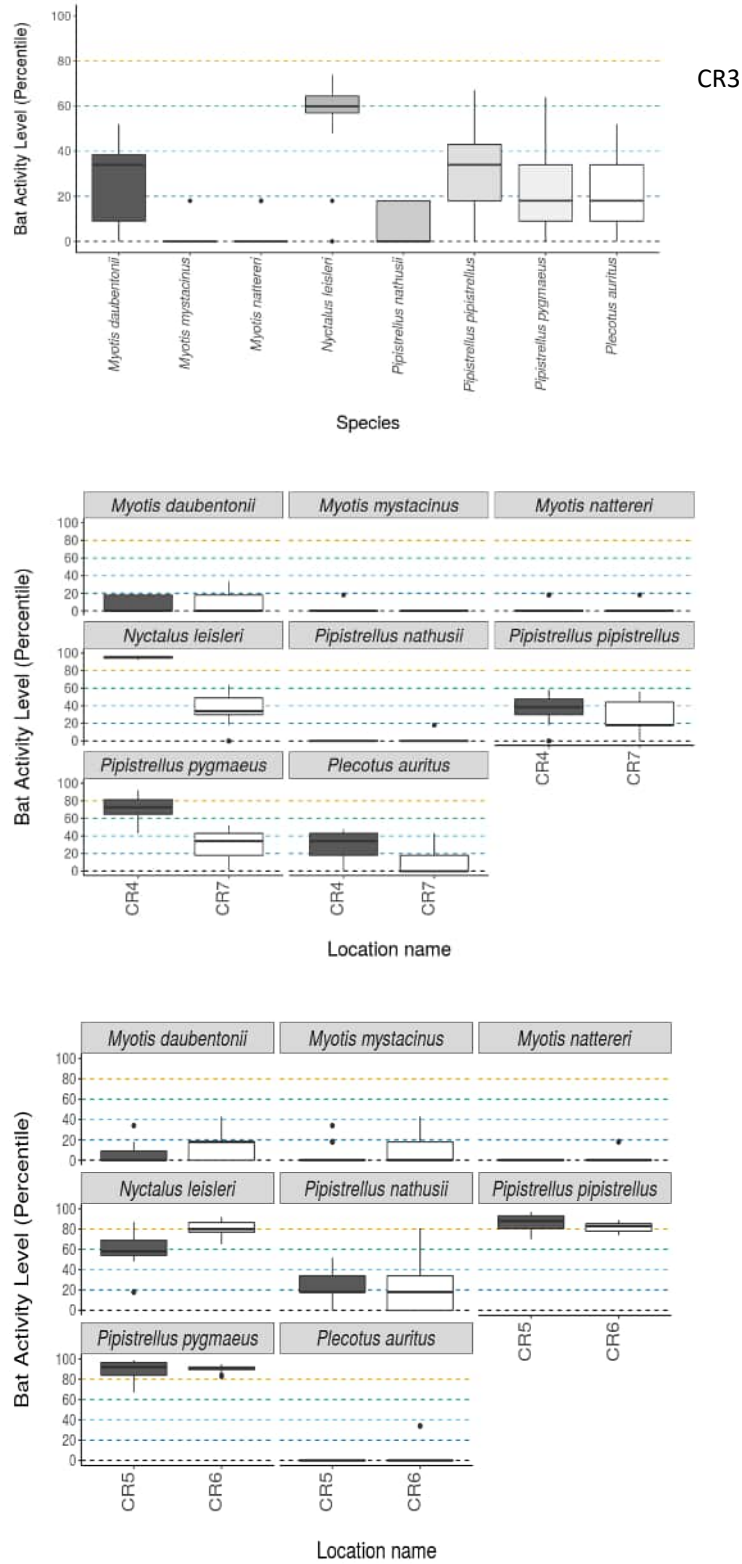 CR3
Bat Activity Level (Percentile)
100
80
60
40
20
0
Myotis daubentonii
Myotis mystacinus
Myotis nattereri
Nyctalus leisleri
Pipistrellus nathusii
Pipistrellus pipistrellus
Pipistrellus pygmaeus
Plecotus auritus
Species
Bat Activity Level (Percentile)
Myotis daubentonii Myotis mystacinus Myotis nattereri
100
80
60
40
20
0
Nyctalus leisleri Pipistrellus nathusii Pipistrellus pipistrellus
100
80
60
40
20
0
CR4 CR7
Pipistrellus pygmaeus Plecotus auritus
100
80
60
40
20
0
CR4 CR7 CR4 CR7
Location name
Bat Activity Level (Percentile)
Myotis daubentonii Myotis mystacinus Myotis nattereri
100
80
60
40
20
0
Nyctalus leisleri Pipistrellus nathusii Pipistrellus pipistrellus
100
80
60
40
20
0
CR5 CR6
Pipistrellus pygmaeus Plecotus auritus
100
80
60
40
20
0
CR5 CR6 CR5 CR6
Location name